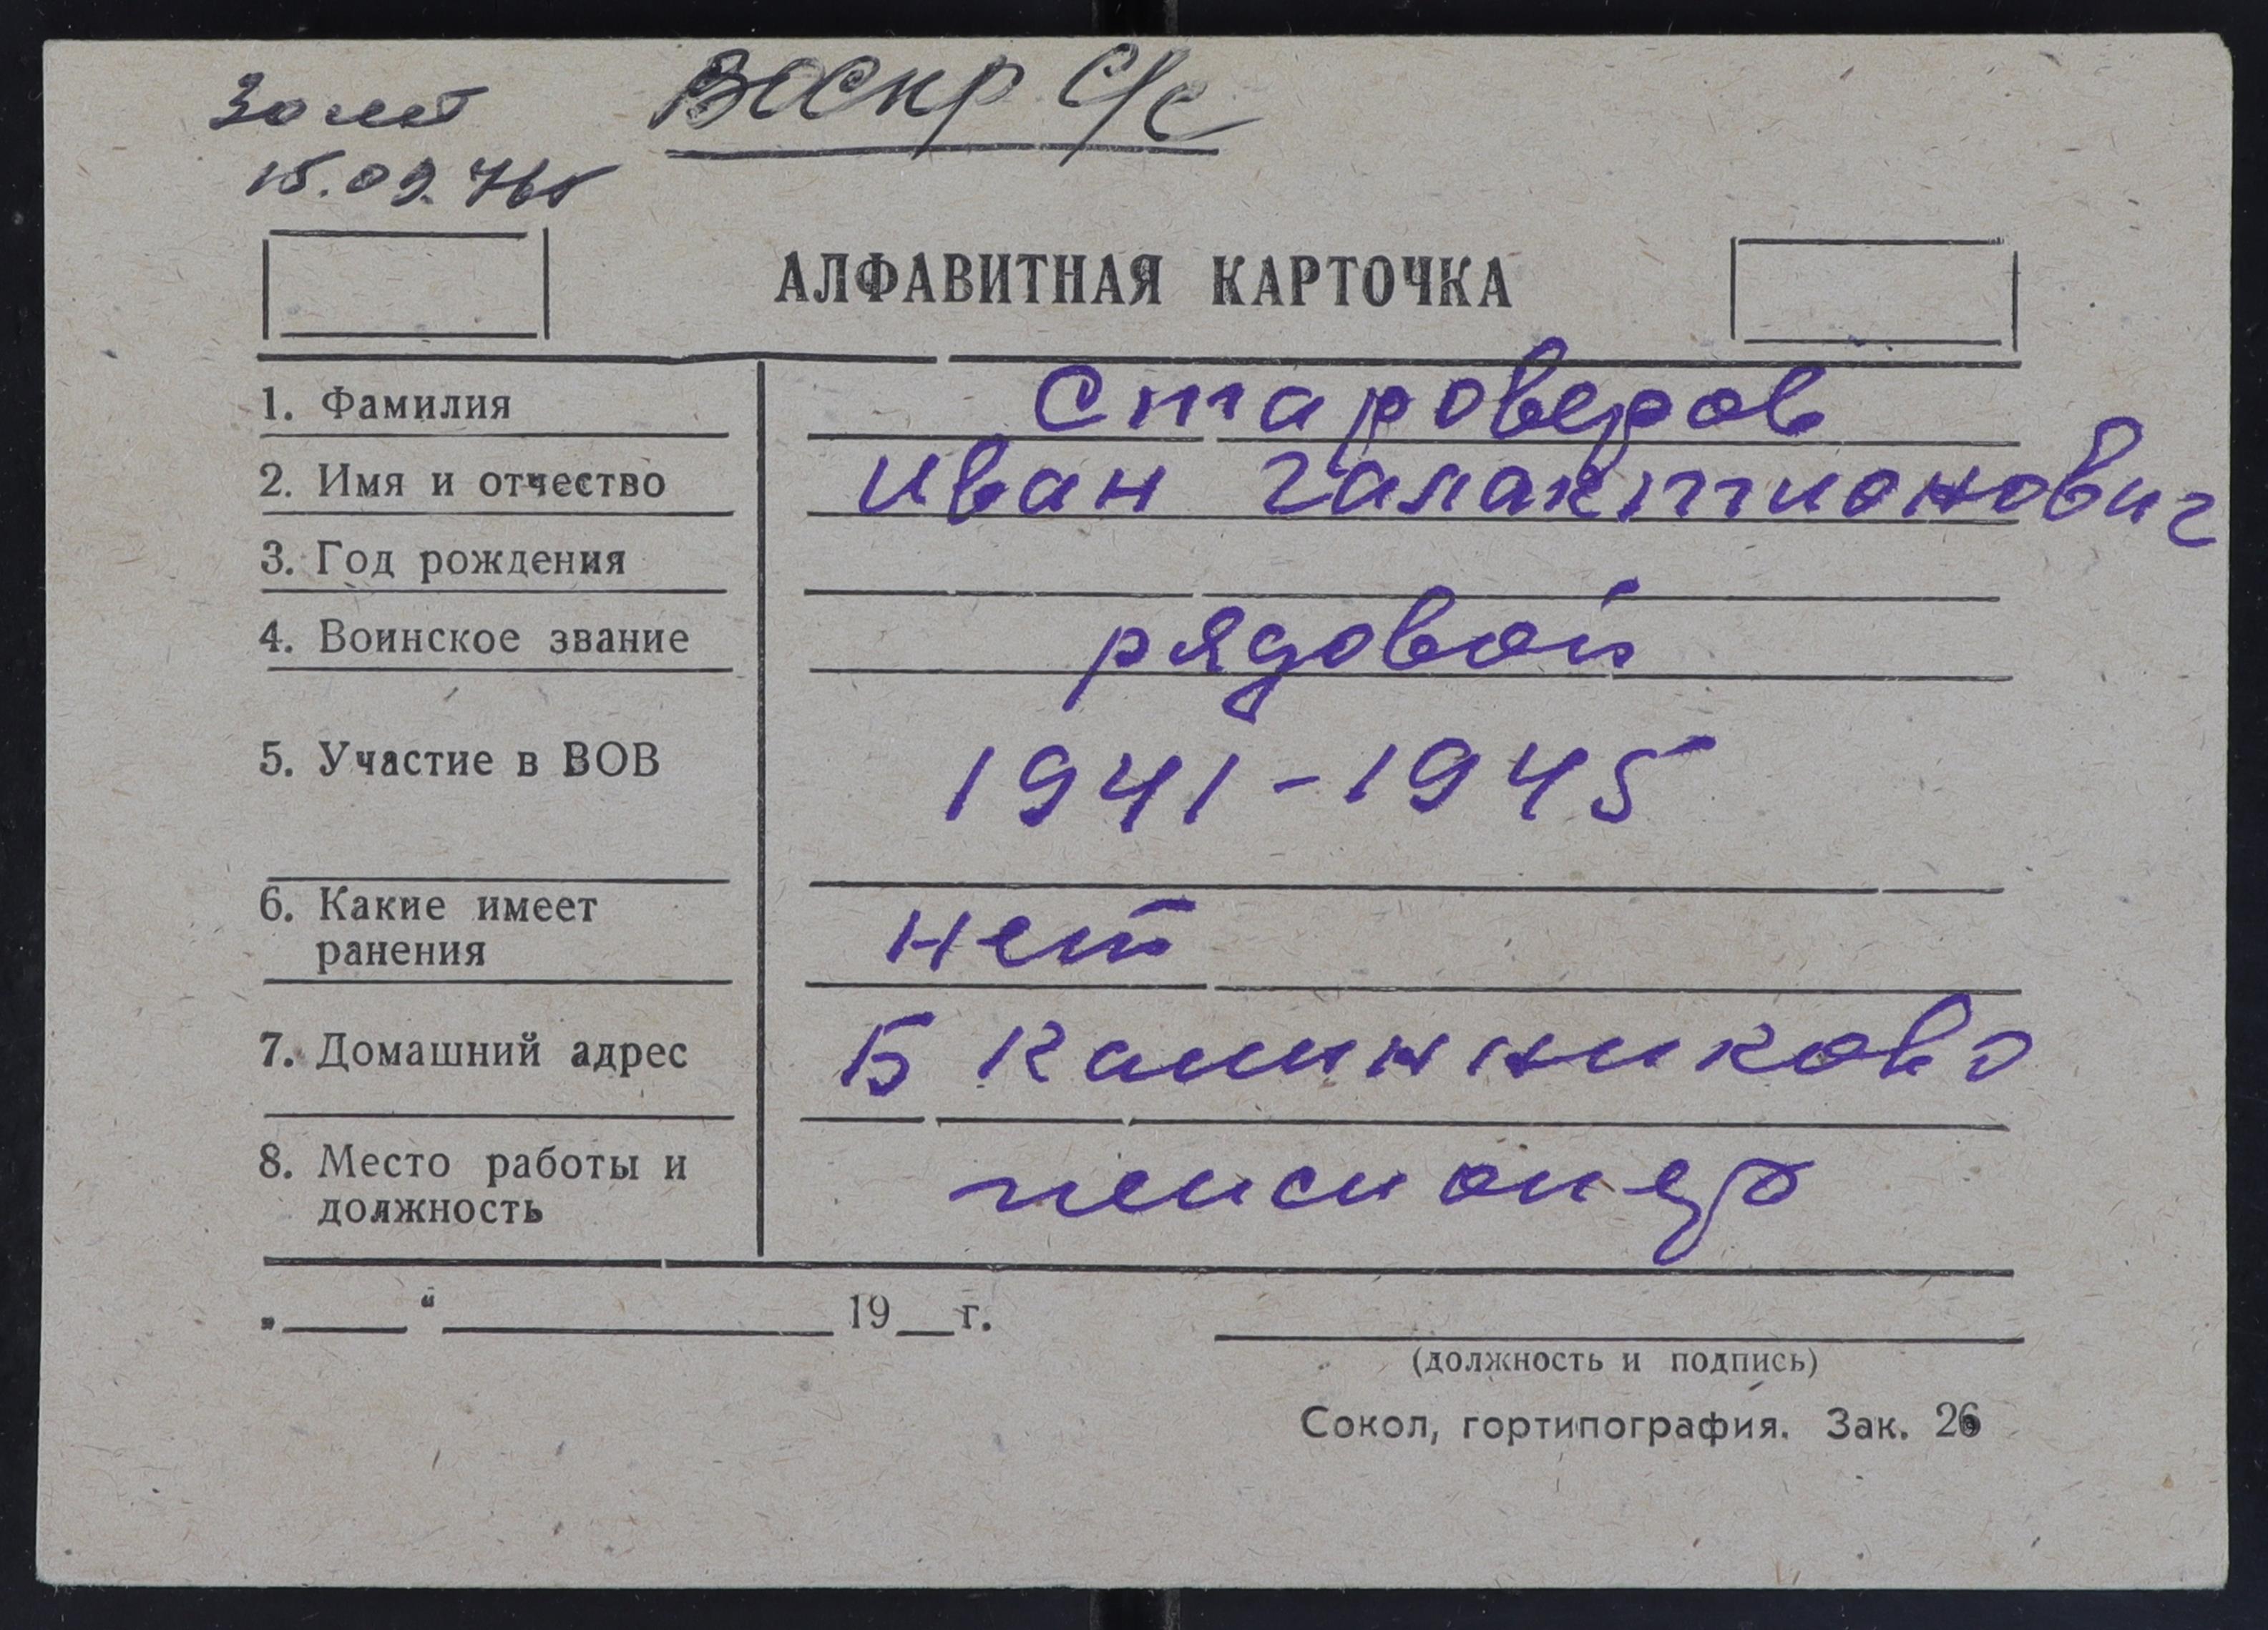 30 лет
Воскр с/с
15.09.76г
АЛФАВИТНАЯ КАРТОЧКА
1. Фамилия Староверов
2. Имя и отчество Иван Галактионович
3. Год рождения
4. Воинское звание рядовой
5. Участие в ВОВ 1941-1945
6. Какие имеет нет
ранения
7. Домашний адрес Б Калинниково
8. Место работы и пенсионер
должность
„ “ 19 г.
(должность и подпись)
Сокол, гортипография. Зак. 26